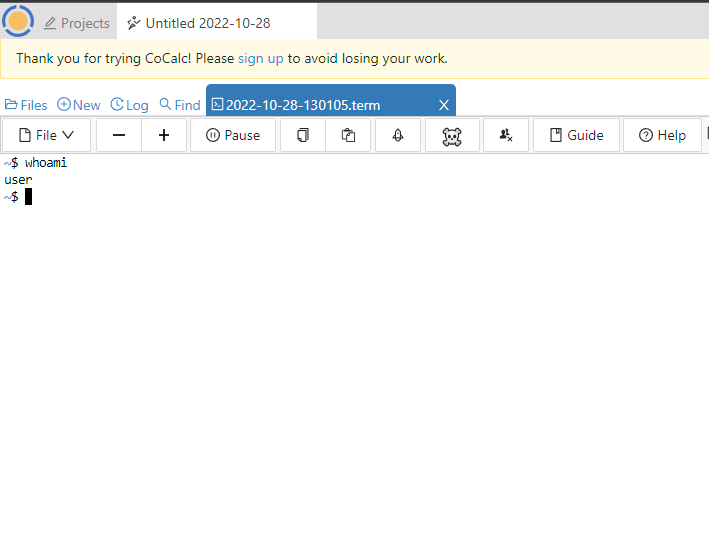 Projects Untitled 2022-10-28
Thank you for trying CoCalc! Please sign up to avoid losing your work.
Files New Log Find 2022-10-28-130105.term X
File Pause Guide Help
~$ whoami
user
~$